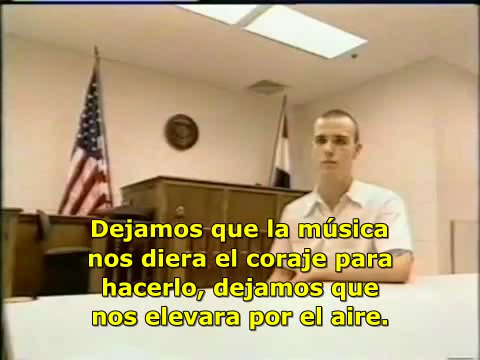 Dejamos que la música
nos diera el coraje para
hacerlo, dejamos que
nos elevara por el aire.